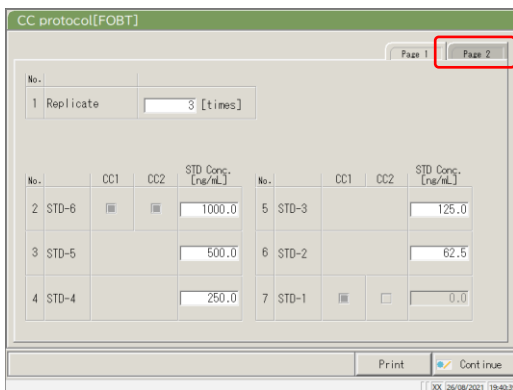 CC protocol[FOBT]
Page 1 Page 2
No.
1 Replicate 3 [times]
No. CC1 CC2 STD Conc. [ng/mL] No. CC1 CC2 STD Conc. [ng/mL]
2 STD-6 1000.0 5 STD-3 125.0
3 STD-5 500.0 6 STD-2 62.5
4 STD-4 250.0 7 STD-1 0.0
Print Continue
XX 26/08/2021 19:40:3